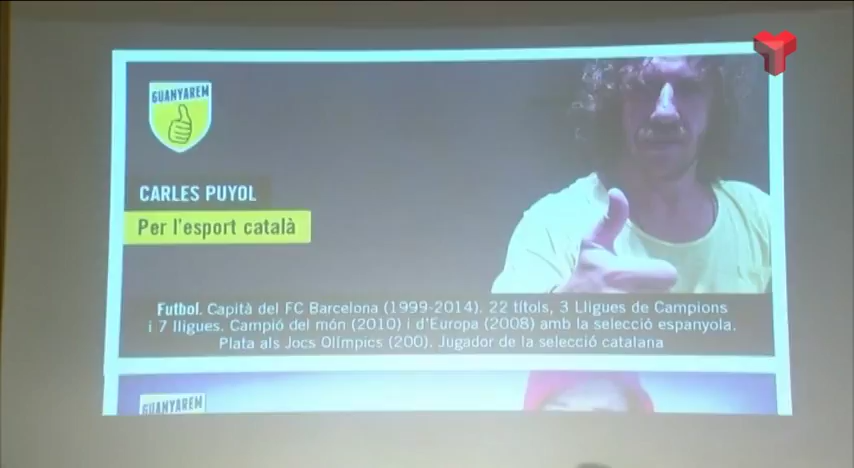 GUANYAREM
CARLES PUYOL
Per l'esport català
Futbol. Capità del FC Barcelona (1999-2014). 22 títols, 3 Lligues de Campions
i 7 lligues. Campió del món (2010) i d'Europa (2008) amb la selecció espanyola.
Plata als Jocs Olímpics (200). Jugador de la selecció catalana
GUANYAREM